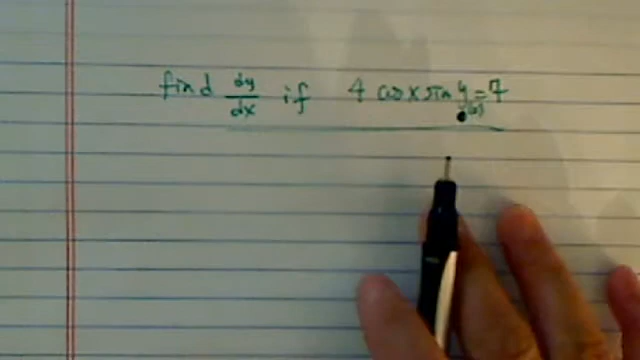 find dy/dx if 4 cos x sin y = 7
(x)